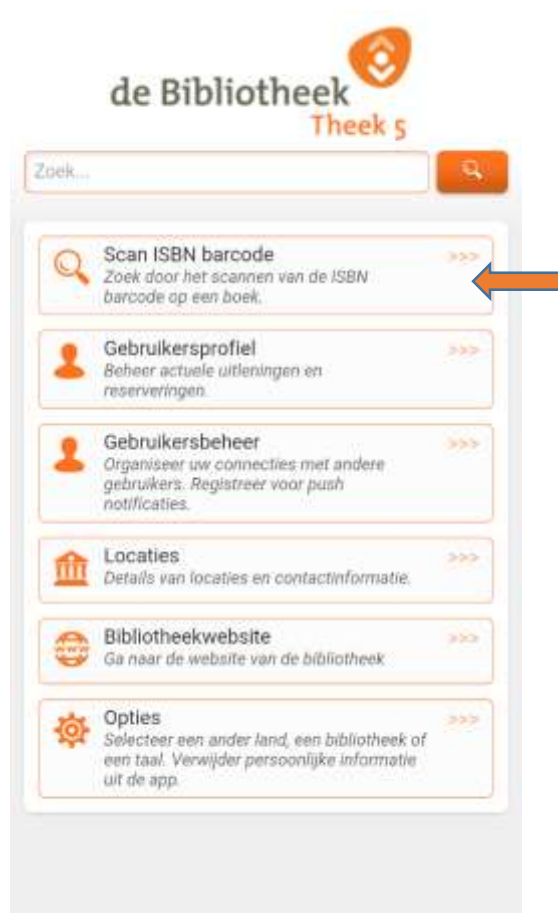 de Bibliotheek
Theek 5
Zoek...
Scan ISBN barcode >>>
Zoek door het scannen van de ISBN
barcode op een boek.
Gebruikersprofiel >>>
Beheer actuele uitleningen en
reserveringen.
Gebruikersbeheer >>>
Organiseer uw connecties met andere
gebruikers. Registreer voor push
notificaties.
Locaties >>>
Details van locaties en contactinformatie.
www
Bibliotheekwebsite >>>
Ga naar de website van de bibliotheek
Opties >>>
Selecteer een ander land, een bibliotheek of
een taal. Verwijder persoonlijke informatie
uit de app.